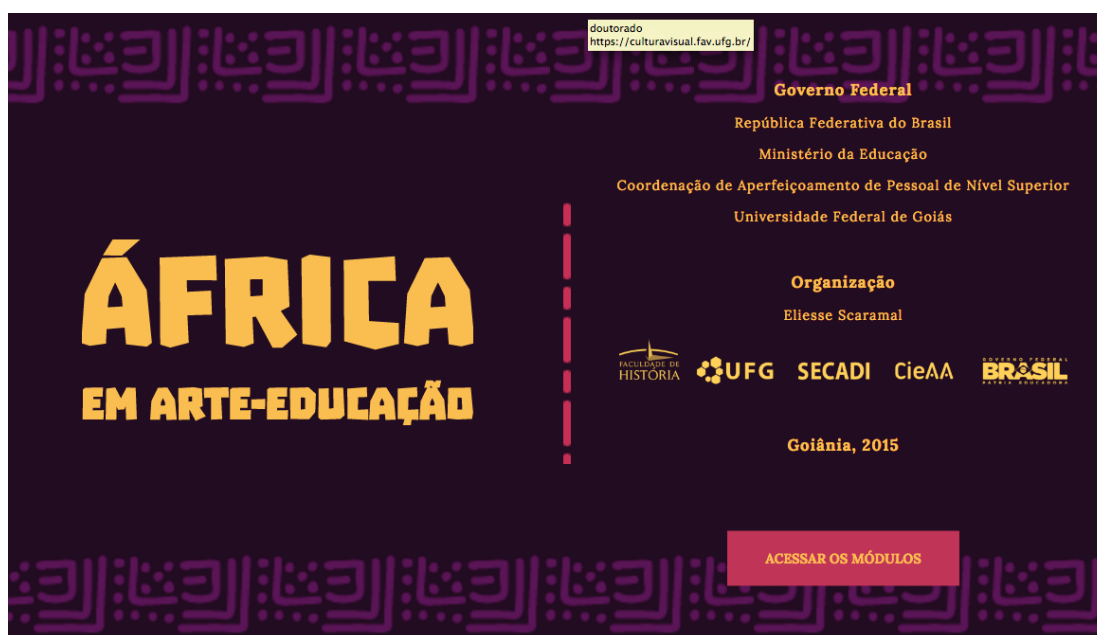 doutorado
https://culturavisual.fav.ufg.br/
ÁFRICA
EM ARTE-EDUCAÇÃO
Governo Federal
República Federativa do Brasil
Ministério da Educação
Coordenação de Aperfeiçoamento de Pessoal de Nível Superior
Universidade Federal de Goiás
Organização
Eliesse Scaramal
FACULDADE DE
HISTÓRIA
UFG
SECADI
CieAA
GOVERNO FEDERAL
BRASIL
PÁTRIA EDUCADORA
Goiânia, 2015
ACESSAR OS MÓDULOS